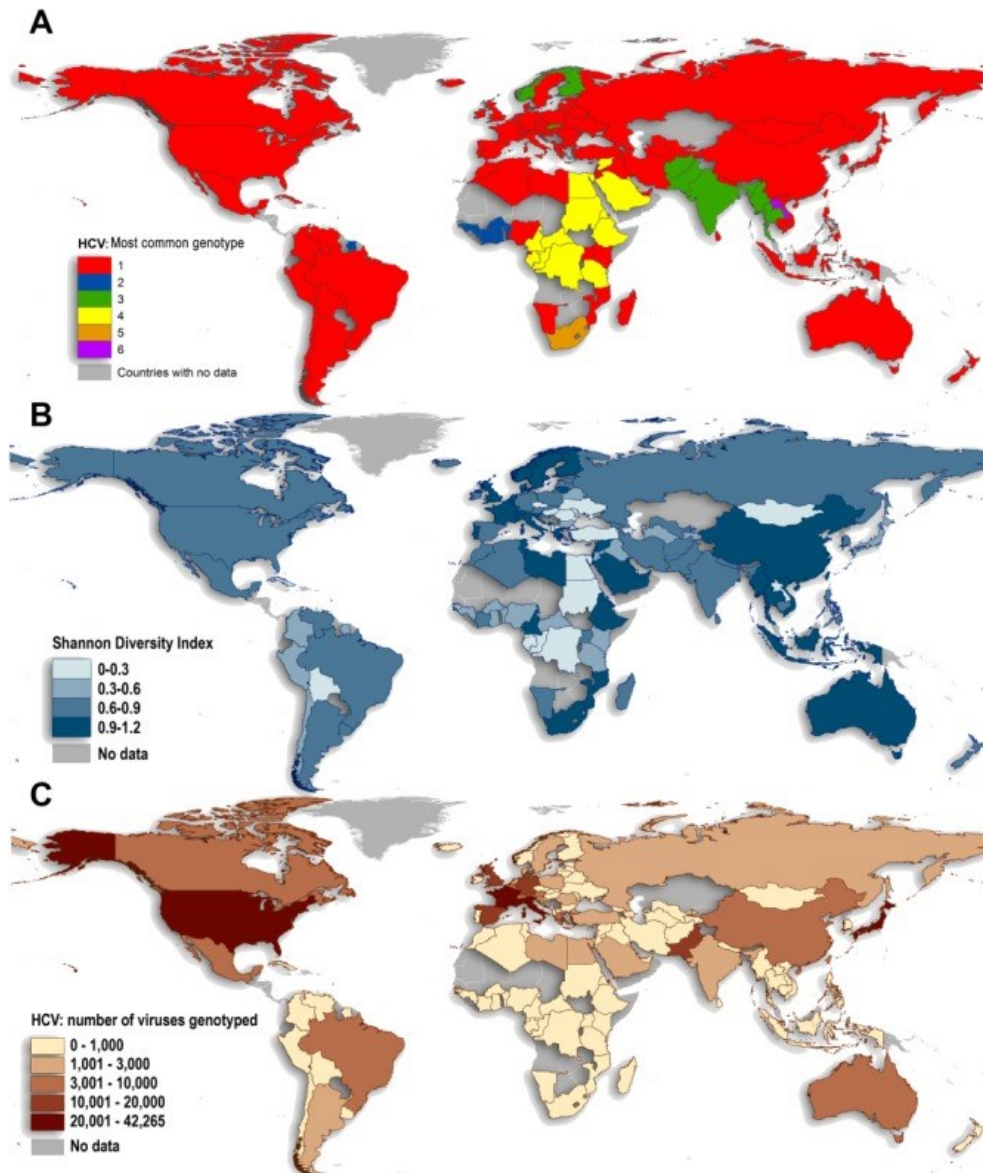 A
HCV: Most common genotype
1
2
3
4
5
6
Countries with no data
B
Shannon Diversity Index
0-0.3
0.3-0.6
0.6-0.9
0.9-1.2
No data
C
HCV: number of viruses genotyped
0 - 1,000
1,001 - 3,000
3,001 - 10,000
10,001 - 20,000
20,001 - 42,265
No data